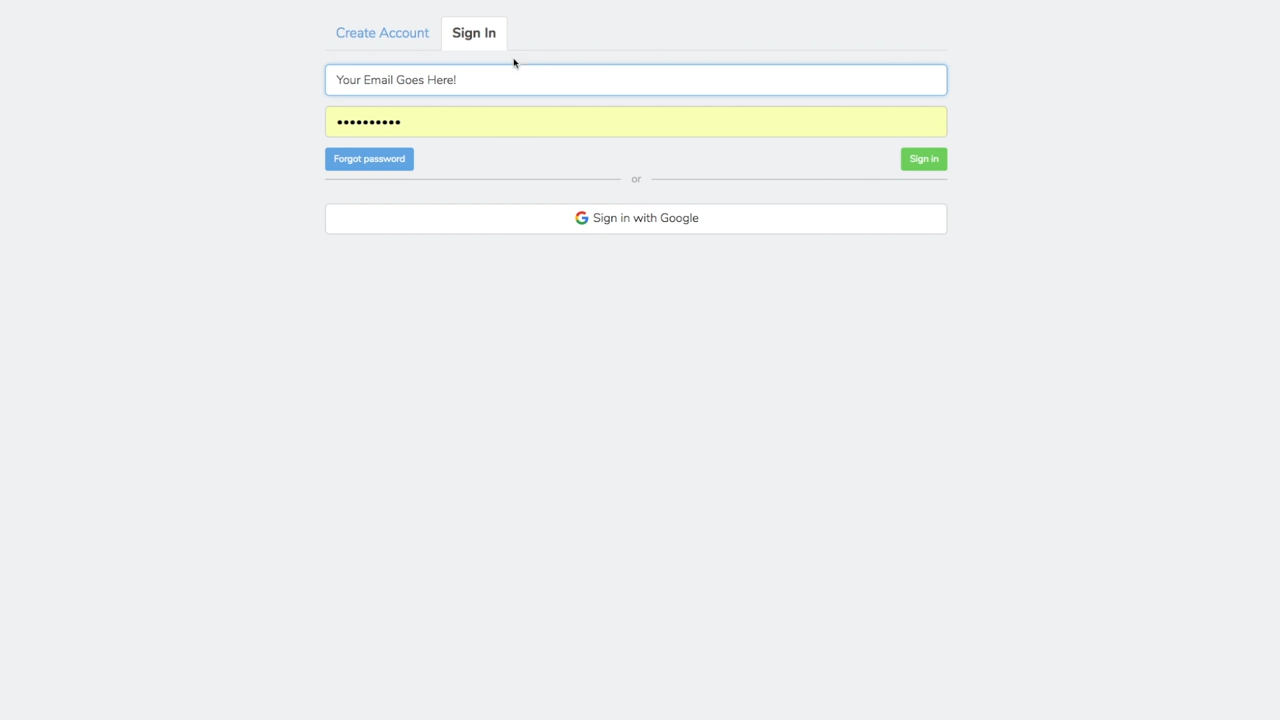 Create Account Sign In
Your Email Goes Here!
••••••••••
Forgot password Sign in
or
Sign in with Google